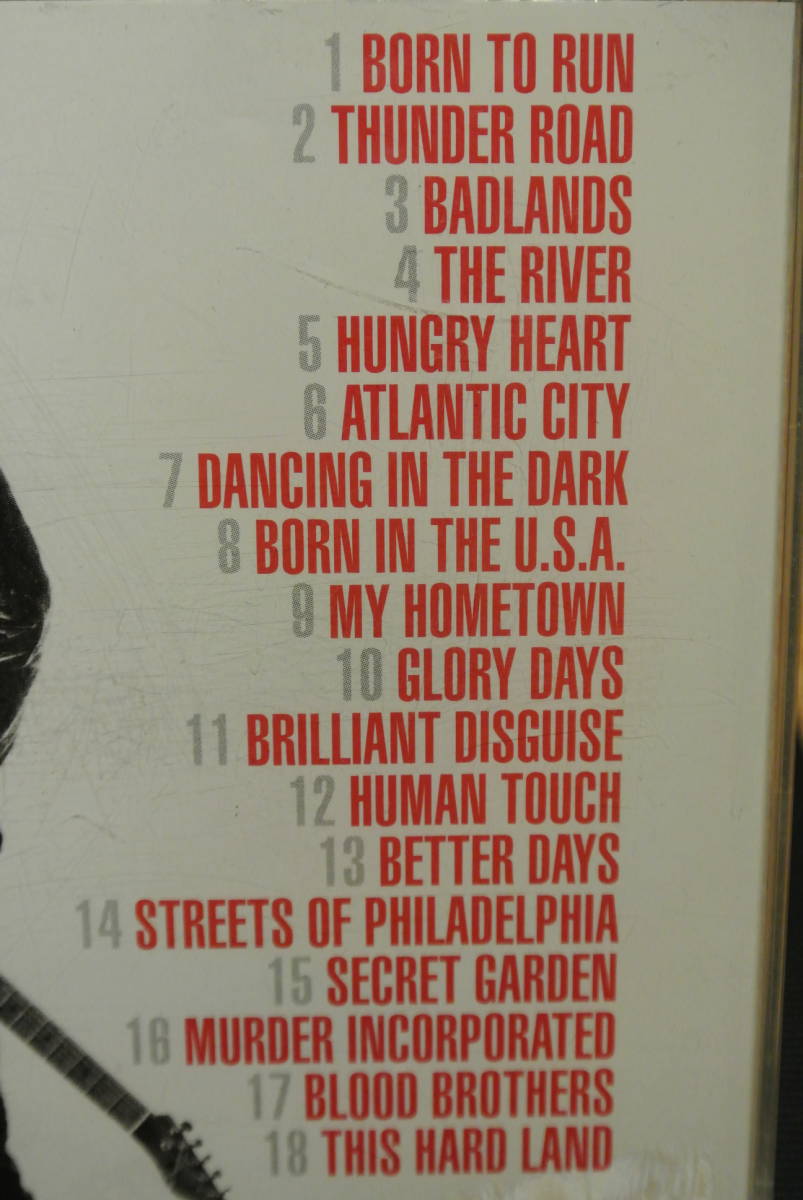 1 BORN TO RUN
2 THUNDER ROAD
3 BADLANDS
4 THE RIVER
5 HUNGRY HEART
6 ATLANTIC CITY
7 DANCING IN THE DARK
8 BORN IN THE U.S.A.
9 MY HOMETOWN
10 GLORY DAYS
11 BRILLIANT DISGUISE
12 HUMAN TOUCH
13 BETTER DAYS
14 STREETS OF PHILADELPHIA
15 SECRET GARDEN
16 MURDER INCORPORATED
17 BLOOD BROTHERS
18 THIS HARD LAND